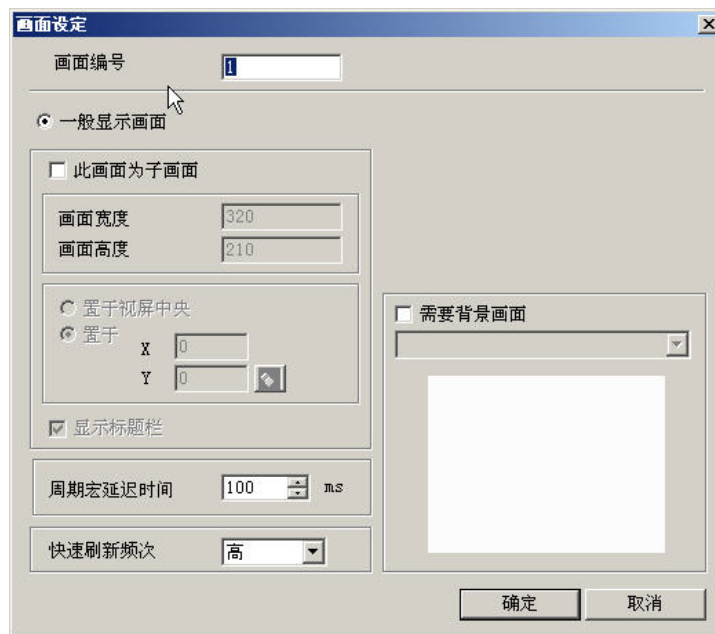 画面设定
画面编号 1
一般显示画面
此画面为子画面
画面宽度 320
画面高度 210
置于视屏中央
置于
X 0
Y 0
显示标题栏
周期宏延迟时间 100 ms
快速刷新频次 高
需要背景画面
确定 取消